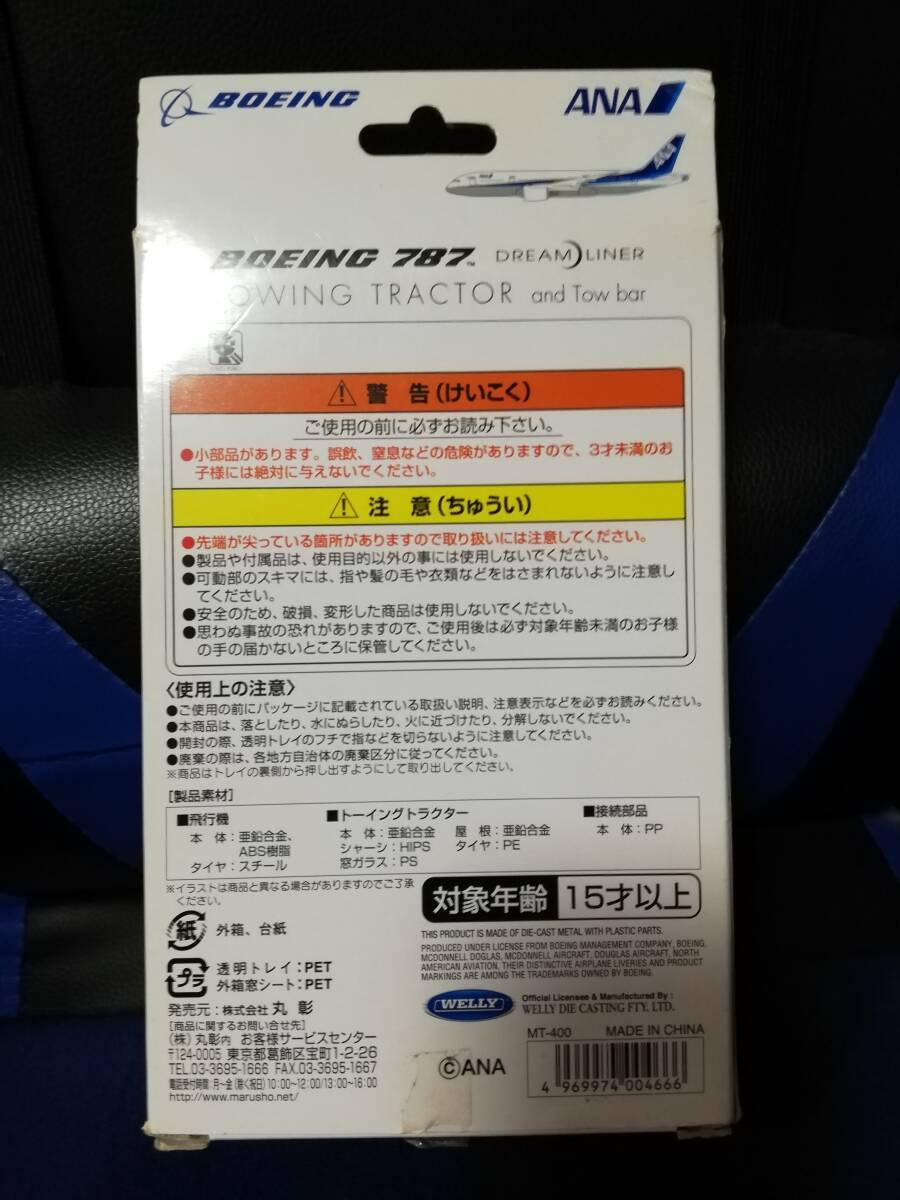 BOEING
ANA
ANA
BOEING 787™ DREAMLINER
TOWING TRACTOR and Tow bar
⚠ 警 告(けいこく)
ご使用の前に必ずお読み下さい。
●小部品があります。誤飲、窒息などの危険がありますので、3才未満のお
子様には絶対に与えないでください。
⚠ 注 意(ちゅうい)
●先端が尖っている箇所がありますので取り扱いには注意してください。
●製品や付属品は、使用目的以外の事には使用しないでください。
●可動部のスキマには、指や髪の毛や衣類などをはさまれないように注意し
てください。
●安全のため、破損、変形した商品は使用しないでください。
●思わぬ事故の恐れがありますので、ご使用後は必ず対象年齢未満のお子様
の手の届かないところに保管してください。
〈使用上の注意〉
●ご使用の前にパッケージに記載されている取扱い説明、注意表示などを必ずお読みください。
●本商品は、落としたり、水にぬらしたり、火に近づけたり、分解しないでください。
●開封の際、透明トレイのフチで指などを切らないように注意してください。
●廃棄の際は、各地方自治体の廃棄区分に従ってください。
※商品はトレイの裏側から押し出すようにして取り出してください。
[製品素材]
■飛行機
本 体:亜鉛合金、
ABS樹脂
タイヤ:スチール
■トーイングトラクター
本 体:亜鉛合金 屋 根:亜鉛合金
シャーシ:HIPS タイヤ:PE
窓ガラス:PS
■接続部品
本 体:PP
※イラストは商品と異なる場合がありますのでご了承
ください。
対象年齢 15才以上
紙 外箱、台紙
プラ 透明トレイ:PET
外箱窓シート:PET
THIS PRODUCT IS MADE OF DIE-CAST METAL WITH PLASTIC PARTS.
PRODUCED UNDER LICENSE FROM BOEING MANAGEMENT COMPANY, BOEING,
MCDONNELL DOGLAS, MCDONNELL AIRCRAFT, DOUGLAS AIRCRAFT, NORTH
AMERICAN AVIATION, THEIR DISTINCTIVE AIRPLANE LIVERIES AND PRODUCT
MARKINGS ARE AMONG THE TRADEMARKS OWNED BY BOEING.
WELLY
Official Licensee & Manufactured By :
WELLY DIE CASTING FTY. LTD.
発売元:株式会社 丸 彰
[商品に関するお問い合せ先]
(株)丸彰内 お客様サービスセンター
〒124-0005 東京都葛飾区宝町1-2-26
TEL.03-3695-1666 FAX.03-3695-1667
電話受付時間:月〜金(除く祝日)10:00〜12:00/13:00〜16:00
http://www.marusho.net/
©ANA
MT-400 MADE IN CHINA
4 969974 004666